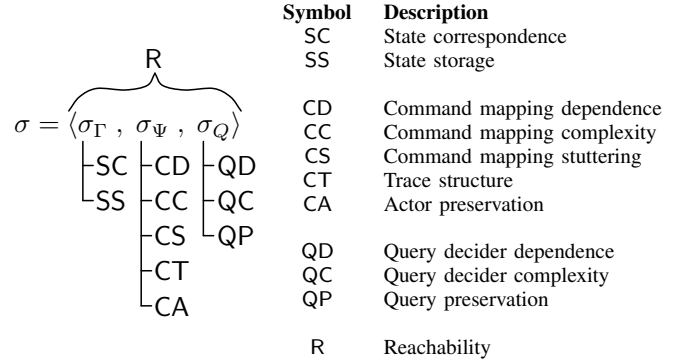 R
σ = ⟨σ_Γ , σ_Ψ , σ_Q⟩
SC CD QD
SS CC QC
CS QP
CT
CA
Symbol Description
SC State correspondence
SS State storage
CD Command mapping dependence
CC Command mapping complexity
CS Command mapping stuttering
CT Trace structure
CA Actor preservation
QD Query decider dependence
QC Query decider complexity
QP Query preservation
R Reachability